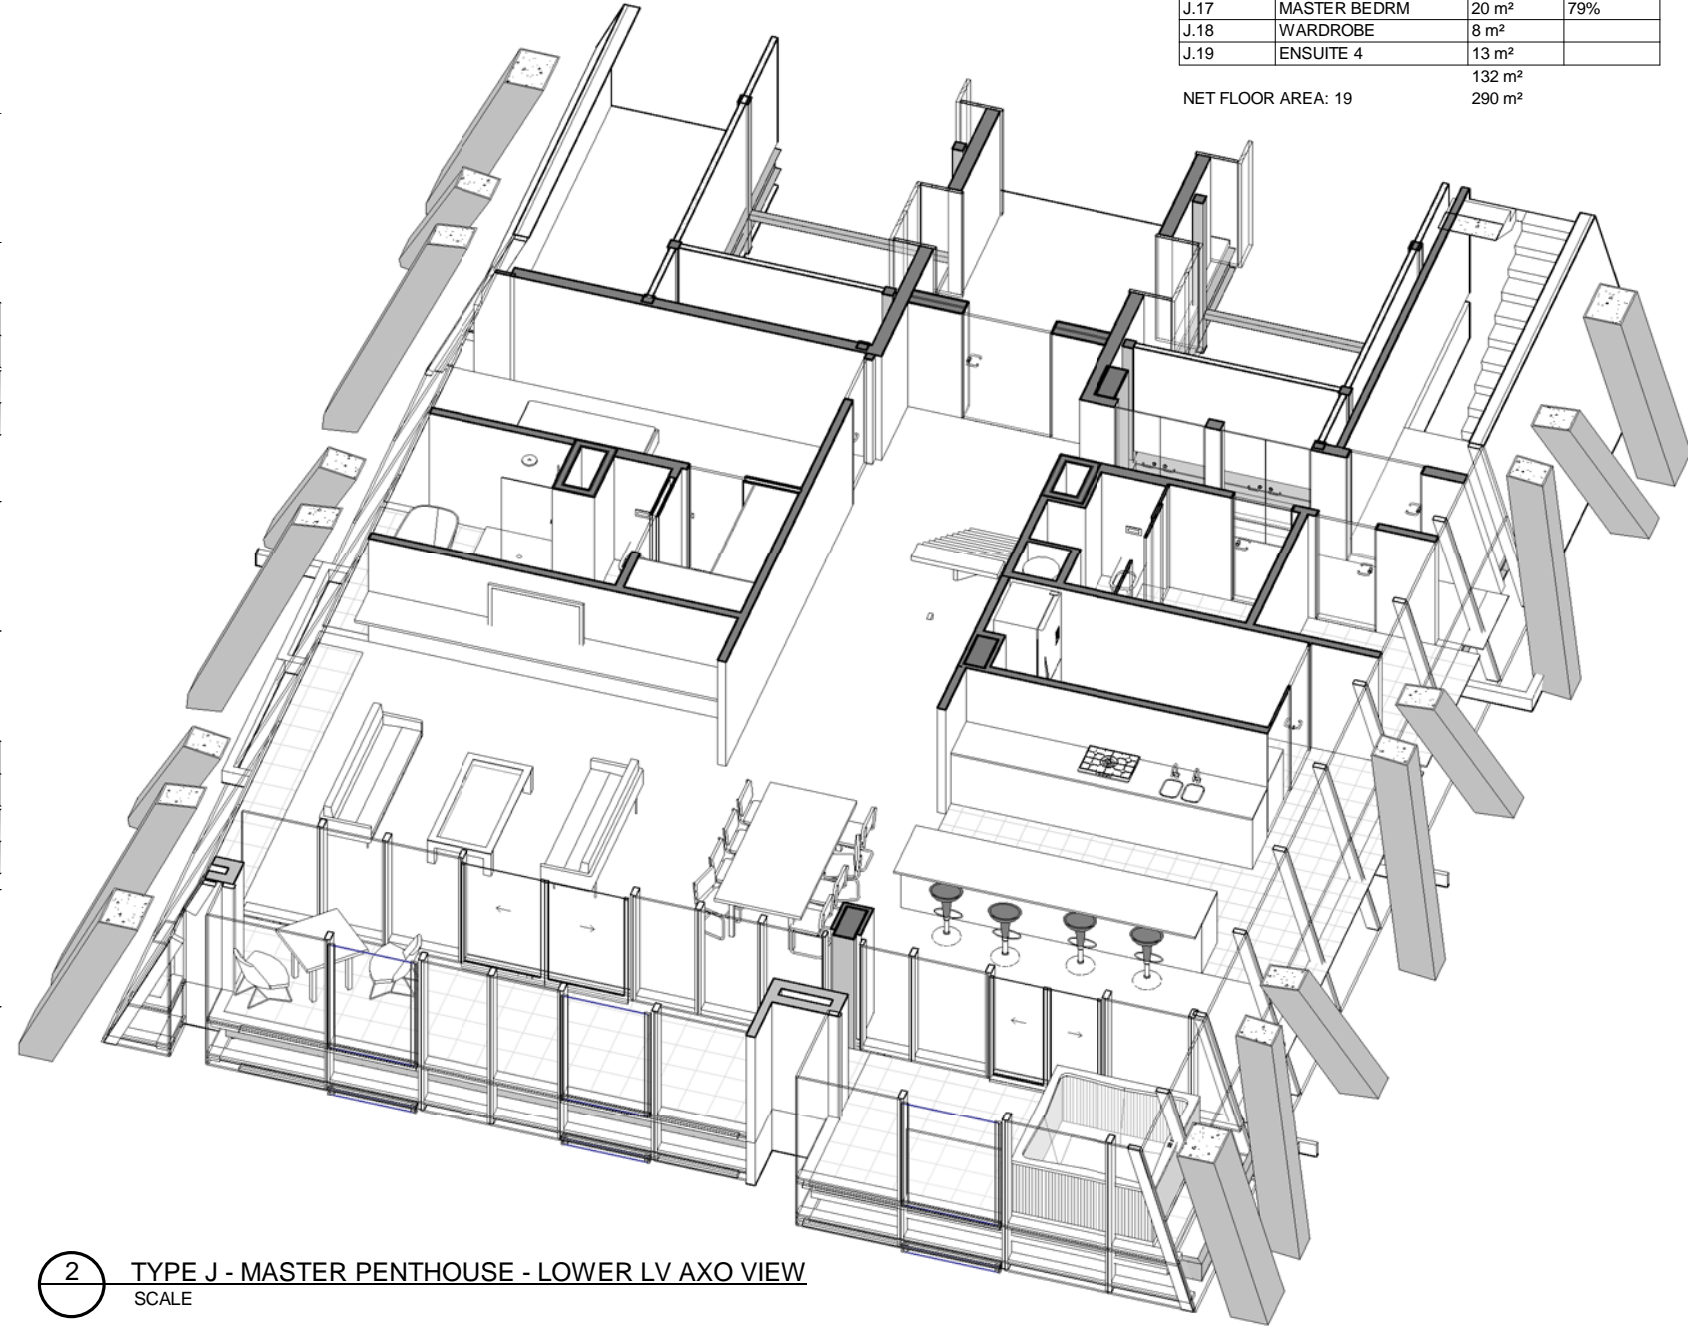 J.17 MASTER BEDRM 20 m² 79%
J.18 WARDROBE 8 m²
J.19 ENSUITE 4 13 m²
132 m²
NET FLOOR AREA: 19 290 m²
2 TYPE J - MASTER PENTHOUSE - LOWER LV AXO VIEW
SCALE